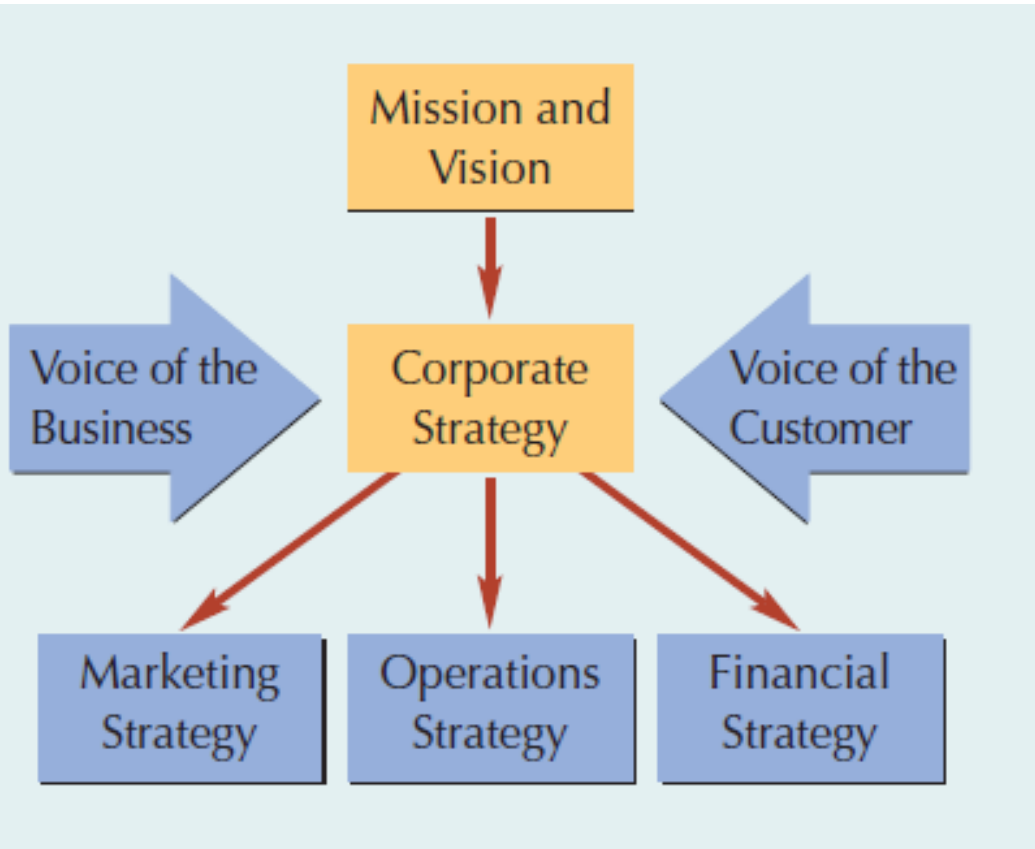 Mission and
Vision
Voice of the
Business
Corporate
Strategy
Voice of the
Customer
Marketing
Strategy
Operations
Strategy
Financial
Strategy